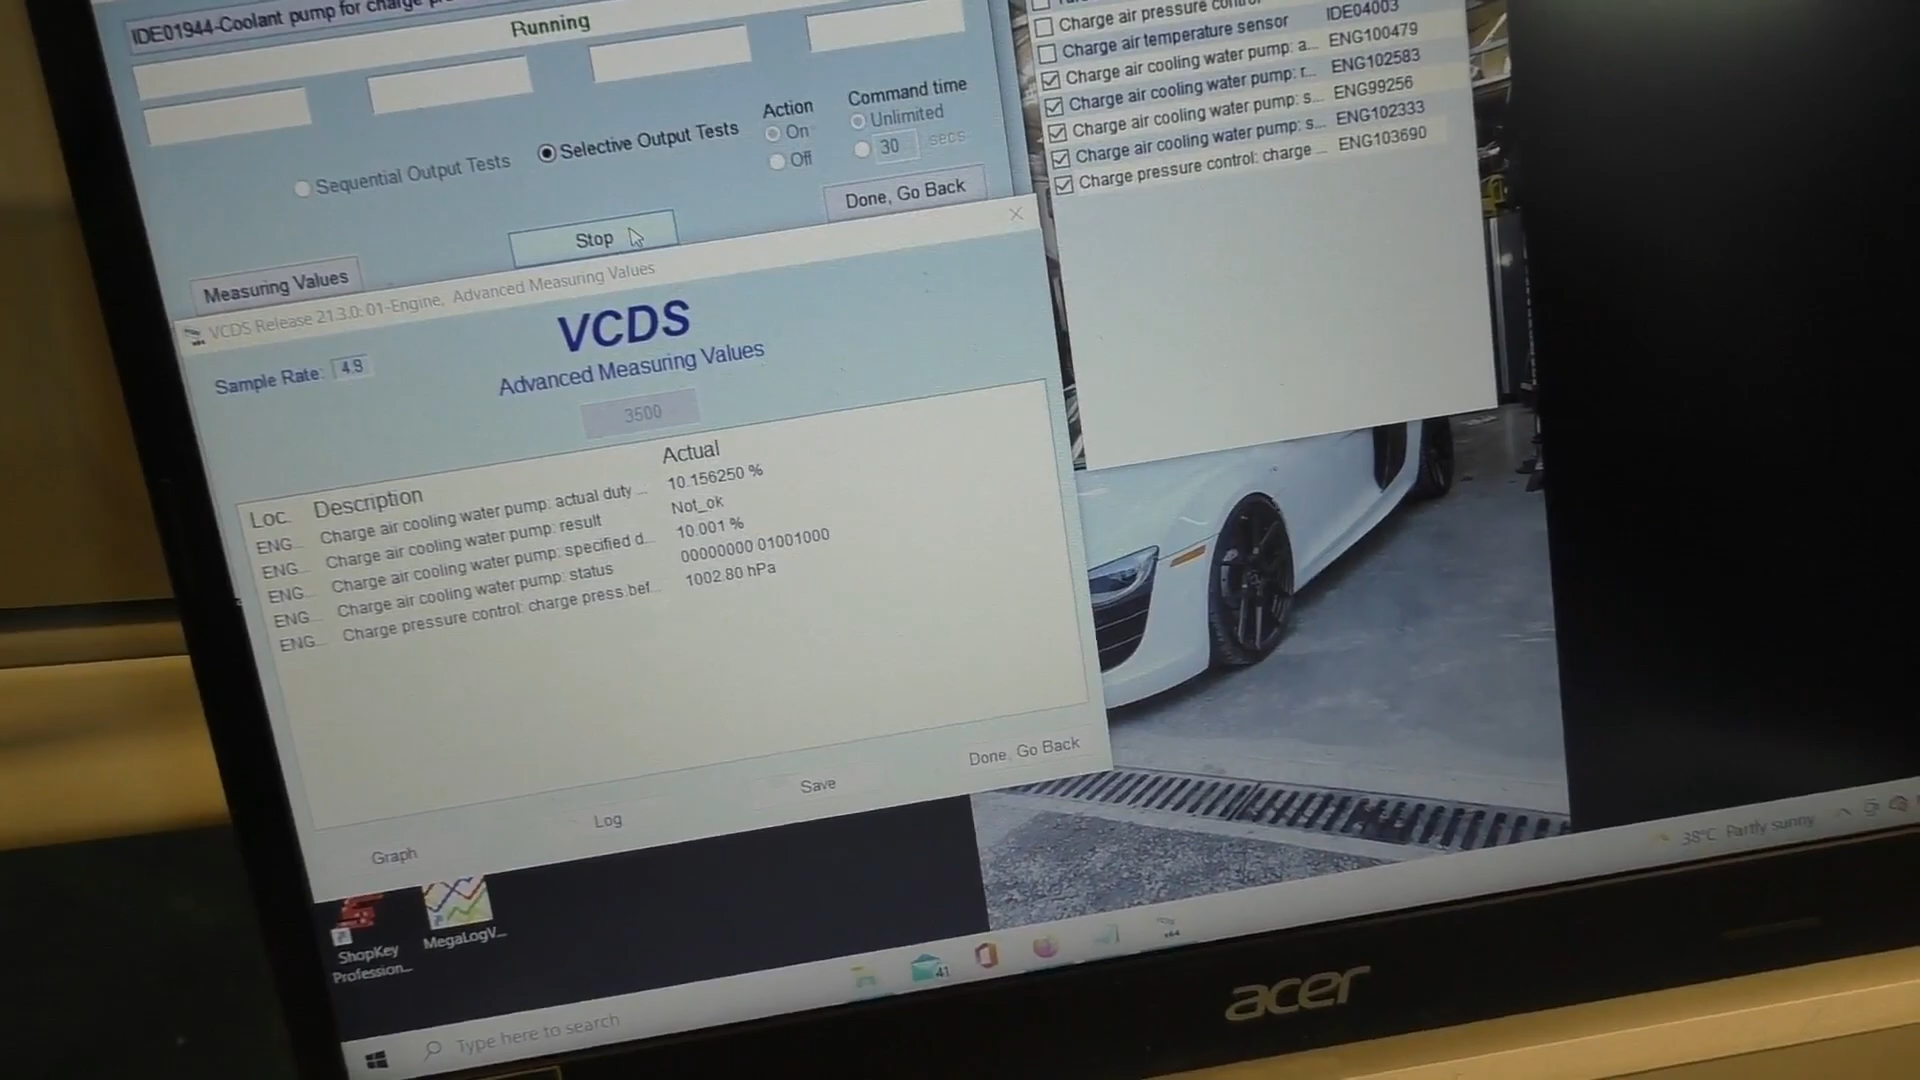 IDE01944-Coolant pump for charge
Running
Action
On
Off
Command time
Unlimited
30 secs
Sequential Output Tests
Selective Output Tests
Done, Go Back
Stop
Measuring Values
Charge air pressure
Charge air temperature sensor IDE04003
Charge air cooling water pump: a... ENG100479
Charge air cooling water pump: r... ENG102583
Charge air cooling water pump: s... ENG99256
Charge air cooling water pump: s... ENG102333
Charge pressure control: charge ... ENG103690
VCDS Release 21.3.0: 01-Engine, Advanced Measuring Values
VCDS
Sample Rate: 4.9
Advanced Measuring Values
3500
Loc. Description Actual
ENG... Charge air cooling water pump: actual duty ... 10.156250 %
ENG... Charge air cooling water pump: result Not_ok
ENG... Charge air cooling water pump: specified d... 10.001 %
ENG... Charge air cooling water pump: status 00000000 01001000
ENG... Charge pressure control: charge press.bef... 1002.80 hPa
Graph
Log
Save
Done, Go Back
ShopKey
Profession...
MegaLogV...
41
x64
38°C Partly sunny
Type here to search
acer